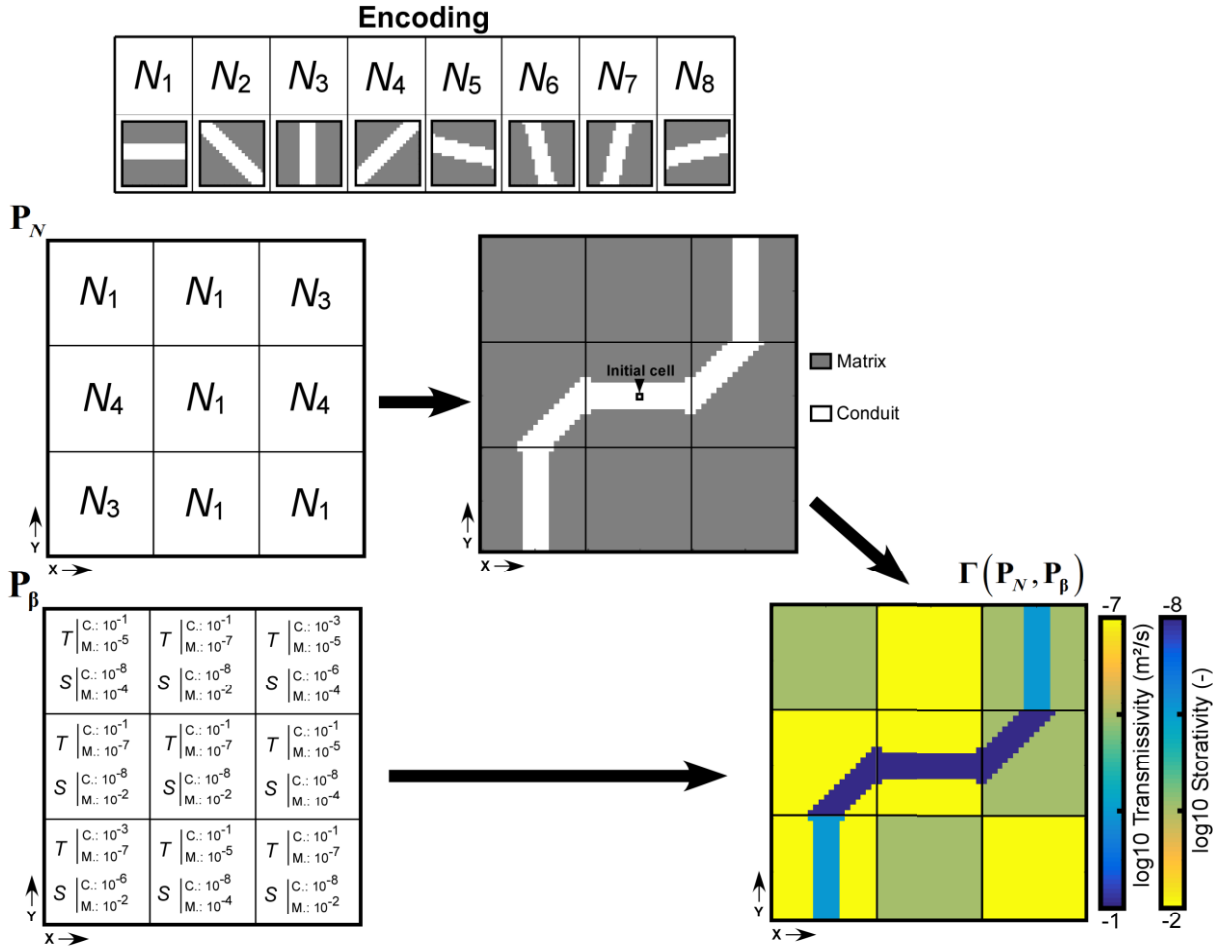 Encoding
N1 N2 N3 N4 N5 N6 N7 N8
PN
N1 N1 N3
N4 N1 N4
N3 N1 N1
Y
X
Initial cell
Y
X
Matrix
Conduit
Pβ
T C.: 10-1 M.: 10-5 T C.: 10-1 M.: 10-7 T C.: 10-3 M.: 10-5
S C.: 10-8 M.: 10-4 S C.: 10-8 M.: 10-2 S C.: 10-6 M.: 10-4
T C.: 10-1 M.: 10-7 T C.: 10-1 M.: 10-7 T C.: 10-1 M.: 10-5
S C.: 10-8 M.: 10-2 S C.: 10-8 M.: 10-2 S C.: 10-8 M.: 10-4
T C.: 10-3 M.: 10-7 T C.: 10-1 M.: 10-5 T C.: 10-1 M.: 10-7
S C.: 10-6 M.: 10-2 S C.: 10-8 M.: 10-4 S C.: 10-8 M.: 10-2
Y
X
Γ(PN, Pβ)
-7 -8
log10 Transmissivity (m²/s)
log10 Storativity (-)
-1 -2
Y
X